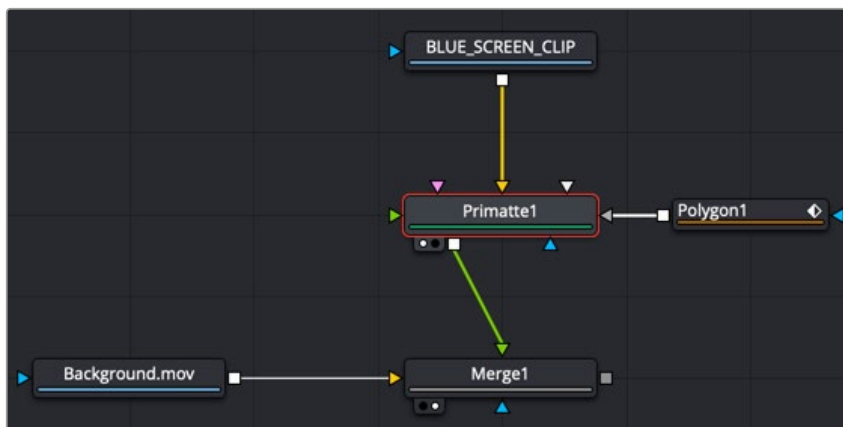 BLUE_SCREEN_CLIP
Primatte1
Polygon1
Background.mov
Merge1